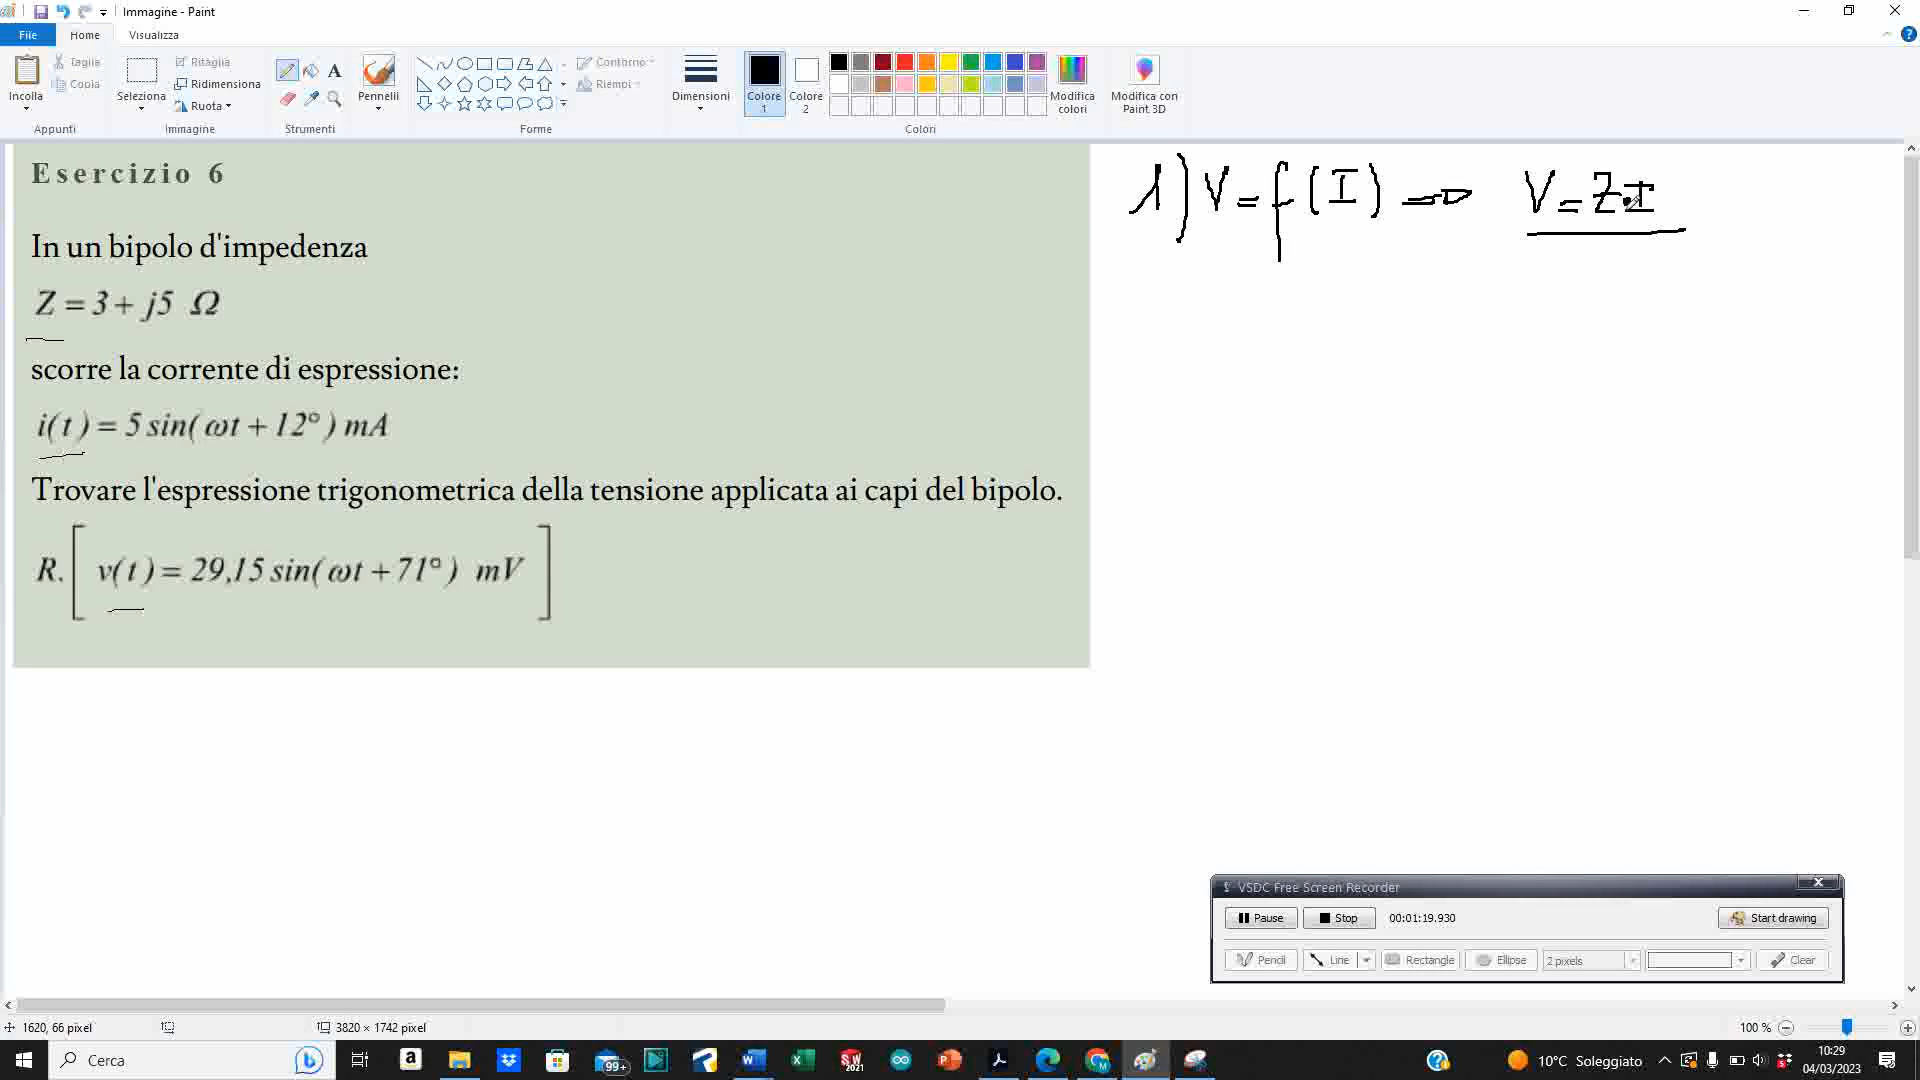 Immagine - Paint
File Home Visualizza
Incolla
Taglia
Copia
Appunti
Seleziona
Ritaglia
Ridimensiona
Ruota
Immagine
A
Strumenti
Pennelli
Contorno
Riempi
Forme
Dimensioni
Colore 1
Colore 2
Modifica colori
Modifica con Paint 3D
Colori
Esercizio 6
In un bipolo d'impedenza
Z = 3 + j5 Ω
scorre la corrente di espressione:
i(t) = 5 sin(ωt + 12°) mA
Trovare l'espressione trigonometrica della tensione applicata ai capi del bipolo.
R. [ v(t) = 29,15 sin(ωt + 71°) mV ]
1) V = f(I) => V = Z·I
VSDC Free Screen Recorder
Pause Stop 00:01:19.930 Start drawing
Pencil Line Rectangle Ellipse 2 pixels Clear
1620, 66 pixel 3820 × 1742 pixel 100 %
Cerca
99+
2021
10°C Soleggiato
10:29
04/03/2023